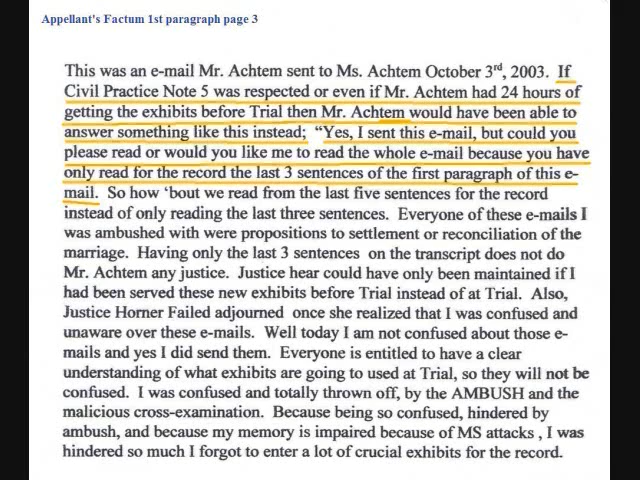 Appellant's Factum 1st paragraph page 3
This was an e-mail Mr. Achtem sent to Ms. Achtem October 3rd, 2003. If
Civil Practice Note 5 was respected or even if Mr. Achtem had 24 hours of
getting the exhibits before Trial then Mr. Achtem would have been able to
answer something like this instead; “Yes, I sent this e-mail, but could you
please read or would you like me to read the whole e-mail because you have
only read for the record the last 3 sentences of the first paragraph of this e-
mail. So how ‘bout we read from the last five sentences for the record
instead of only reading the last three sentences. Everyone of these e-mails I
was ambushed with were propositions to settlement or reconciliation of the
marriage. Having only the last 3 sentences on the transcript does not do
Mr. Achtem any justice. Justice hear could have only been maintained if I
had been served these new exhibits before Trial instead of at Trial. Also,
Justice Horner Failed adjourned once she realized that I was confused and
unaware over these e-mails. Well today I am not confused about those e-
mails and yes I did send them. Everyone is entitled to have a clear
understanding of what exhibits are going to used at Trial, so they will not be
confused. I was confused and totally thrown off, by the AMBUSH and the
malicious cross-examination. Because being so confused, hindered by
ambush, and because my memory is impaired because of MS attacks , I was
hindered so much I forgot to enter a lot of crucial exhibits for the record.